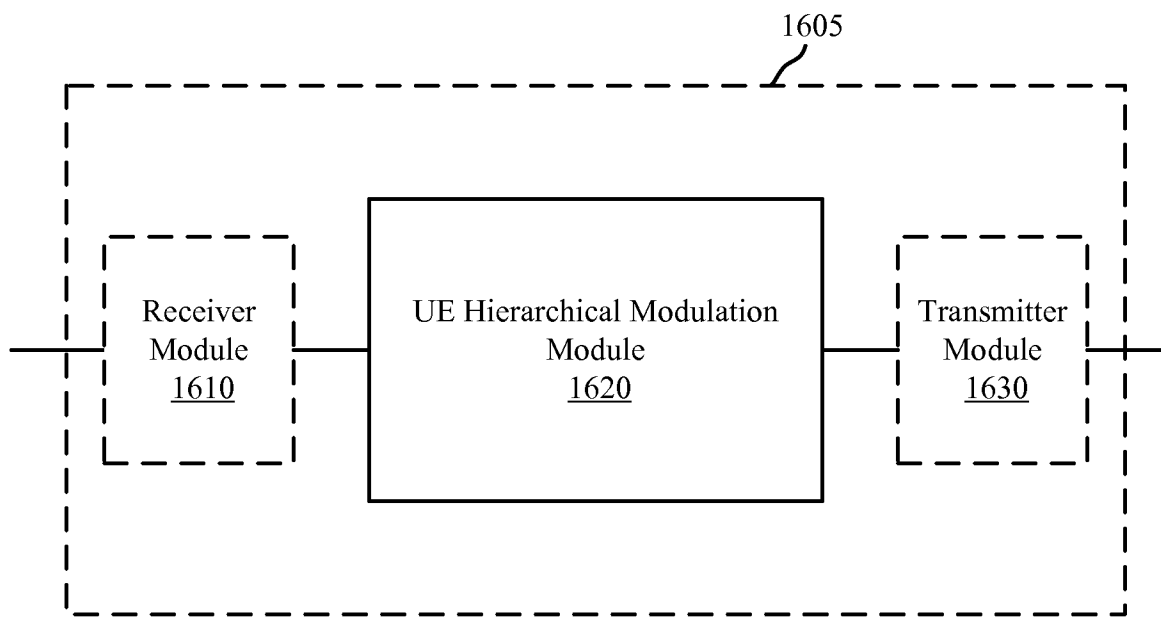 1605
Receiver
Module
1610
UE Hierarchical Modulation
Module
1620
Transmitter
Module
1630